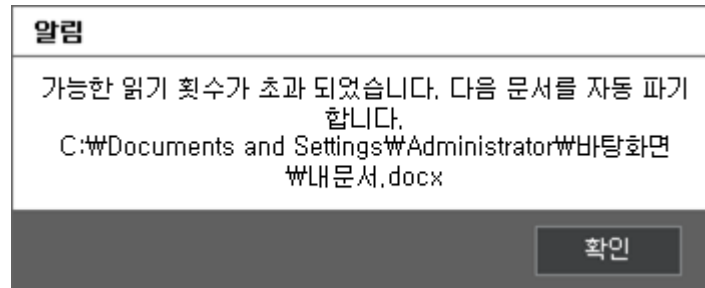 알림
가능한 읽기 횟수가 초과 되었습니다. 다음 문서를 자동 파기
합니다.
C:₩Documents and Settings₩Administrator₩바탕화면
₩내문서.docx
확인